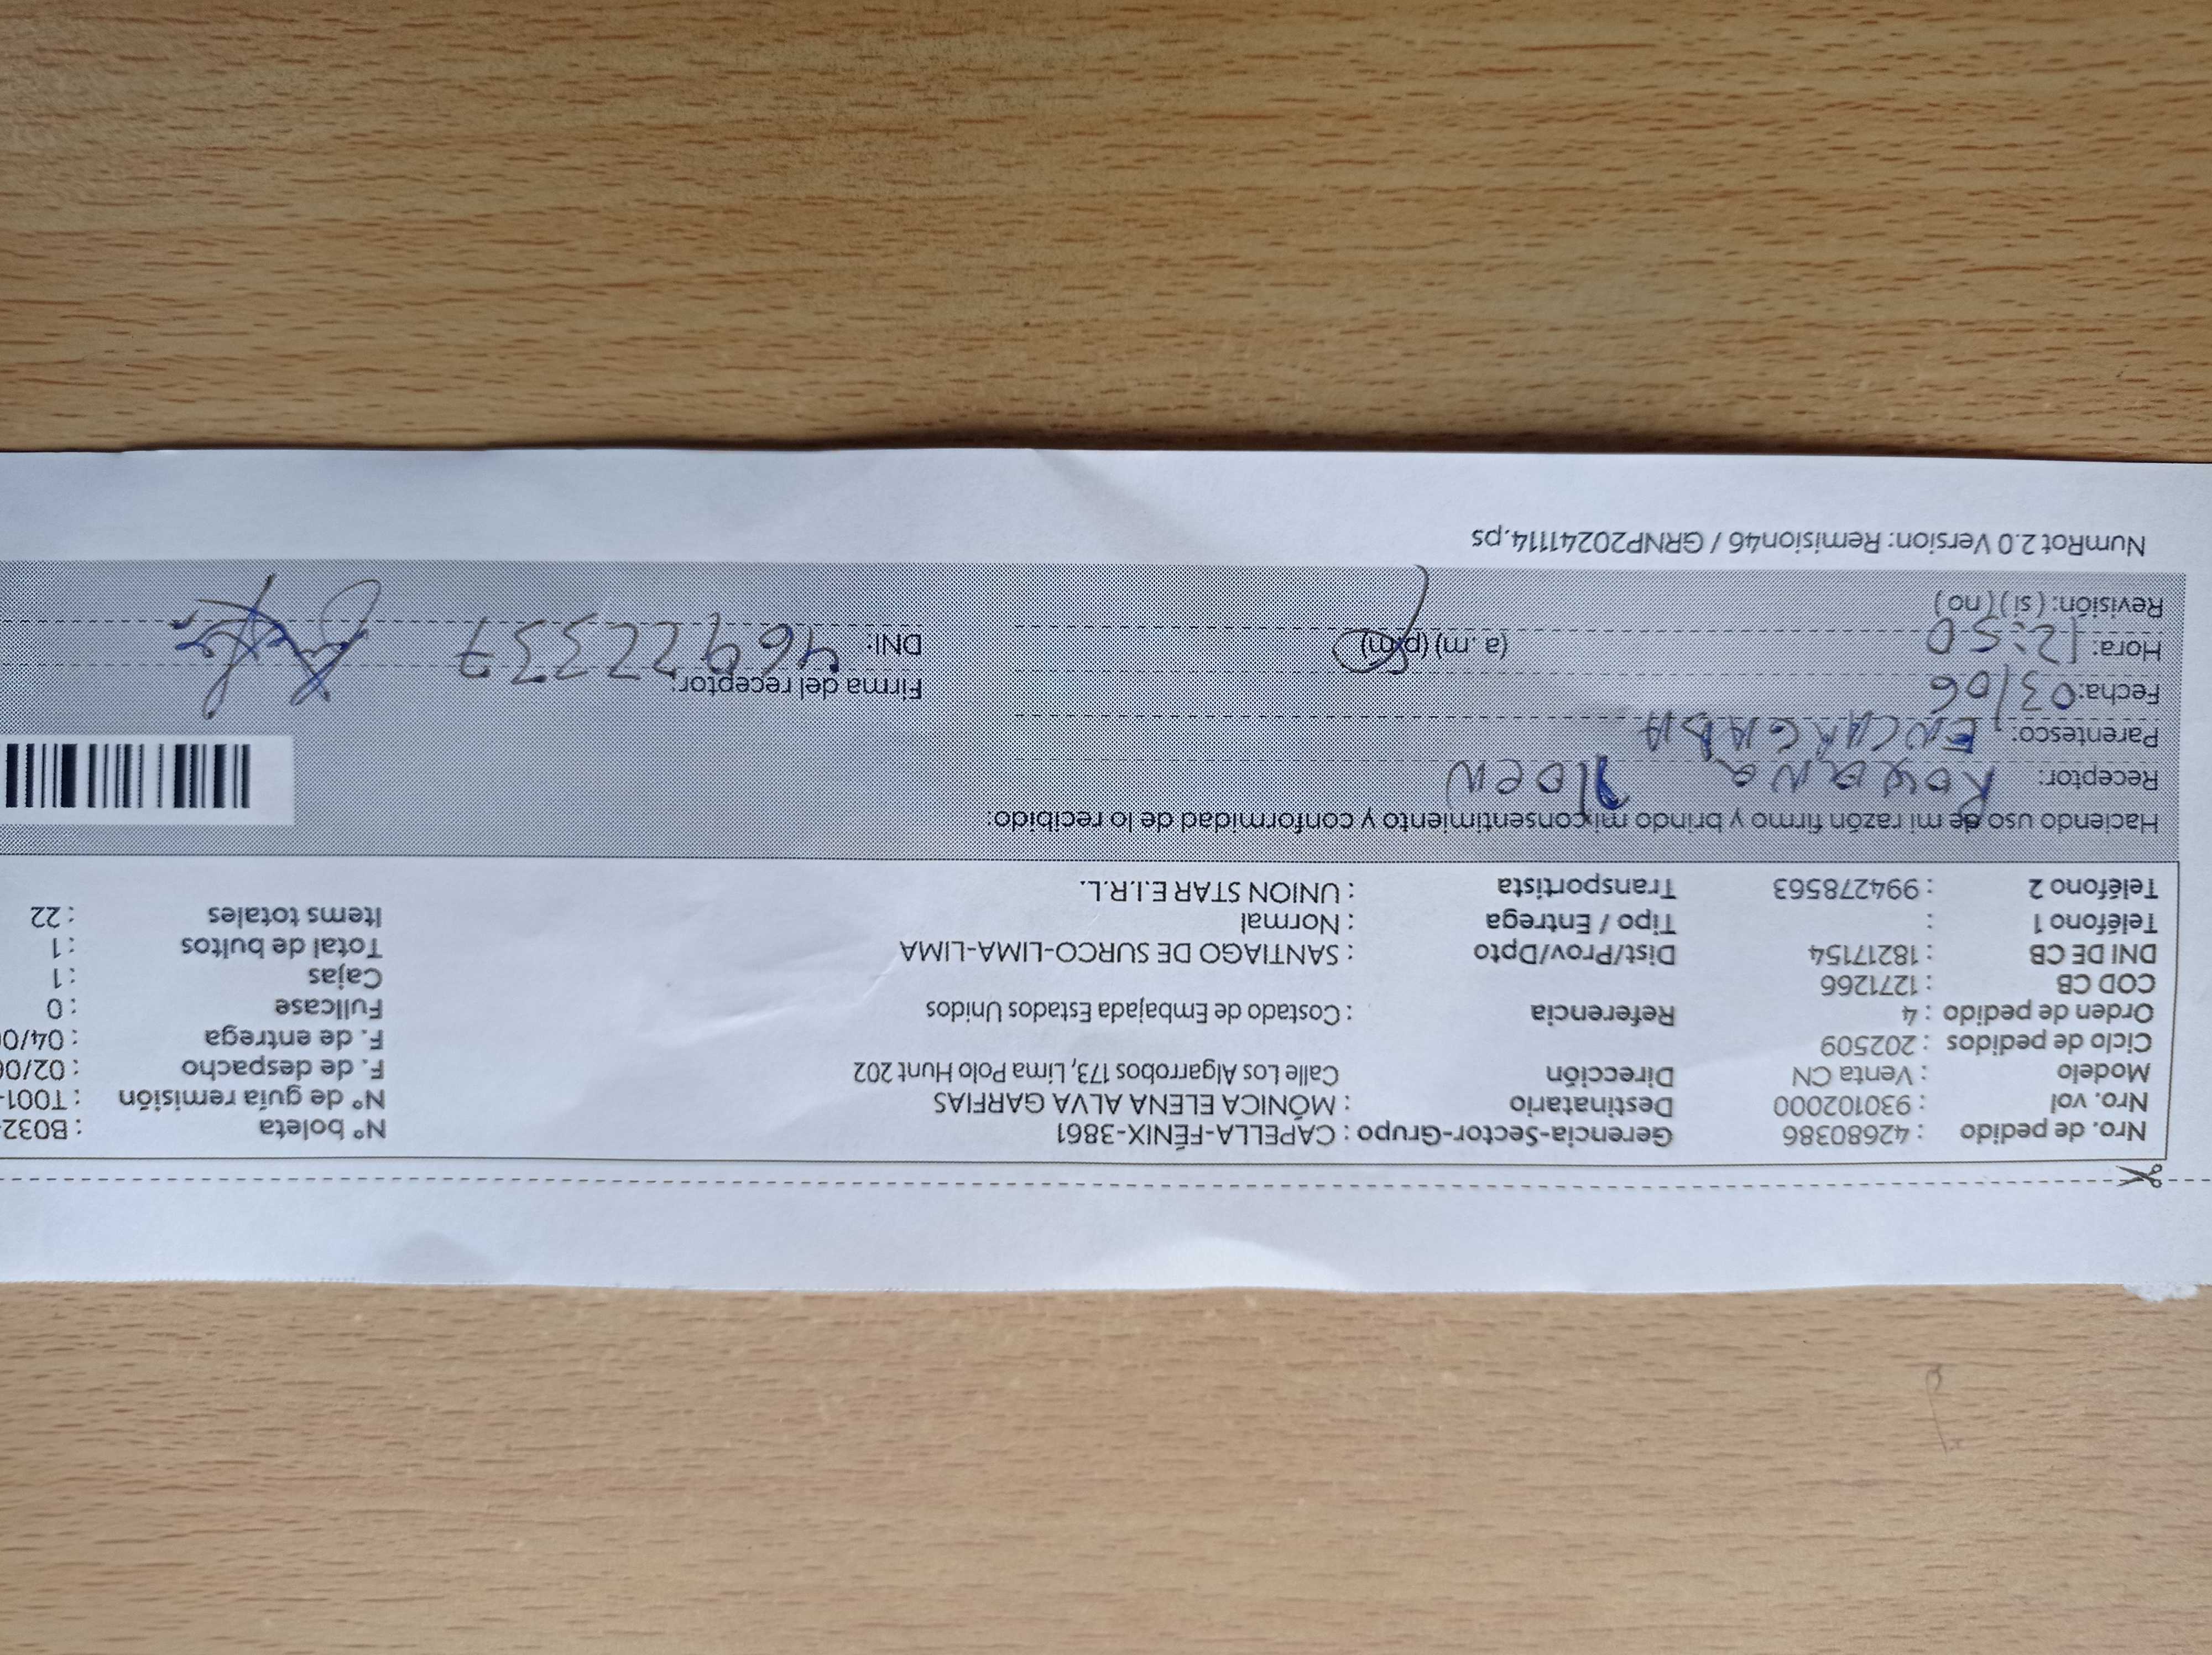 Nro. de pedido : 42680386 Gerencia-Sector-Grupo : CAPELLA-FÉNIX-3861 N° boleta : B032
Nro. vol : 930102000 Destinatario : MÓNICA ELENA ALVA GARFIAS N° de guía remisión : T001-
Modelo : Venta CN Dirección Calle Los Algarrobos 173, Lima Polo Hunt 202 F. de despacho : 02/0
Ciclo de pedidos : 202509 F. de entrega : 04/0
Orden de pedido : 4 Referencia : Costado de Embajada Estados Unidos Fullcase : 0
COD CB : 1271266 Cajas : 1
DNI DE CB : 18217154 Dist/Prov/Dpto : SANTIAGO DE SURCO-LIMA-LIMA Total de bultos : 1
Teléfono 1 : Tipo / Entrega : Normal Items totales : 22
Teléfono 2 : 994278563 Transportista : UNION STAR E.I.R.L.
Haciendo uso de mi razón firmo y brindo mi consentimiento y conformidad de lo recibido:
Receptor: Roxana
Parentesco: ENCARGADA
Fecha: 03/06 Firma del receptor:
Hora: 12:50 (a. m) (p.m) DNI: 46922337
Revisión: (si) (no)
NumRot 2.0 Version: Remision46 / GRNP202411114.ps